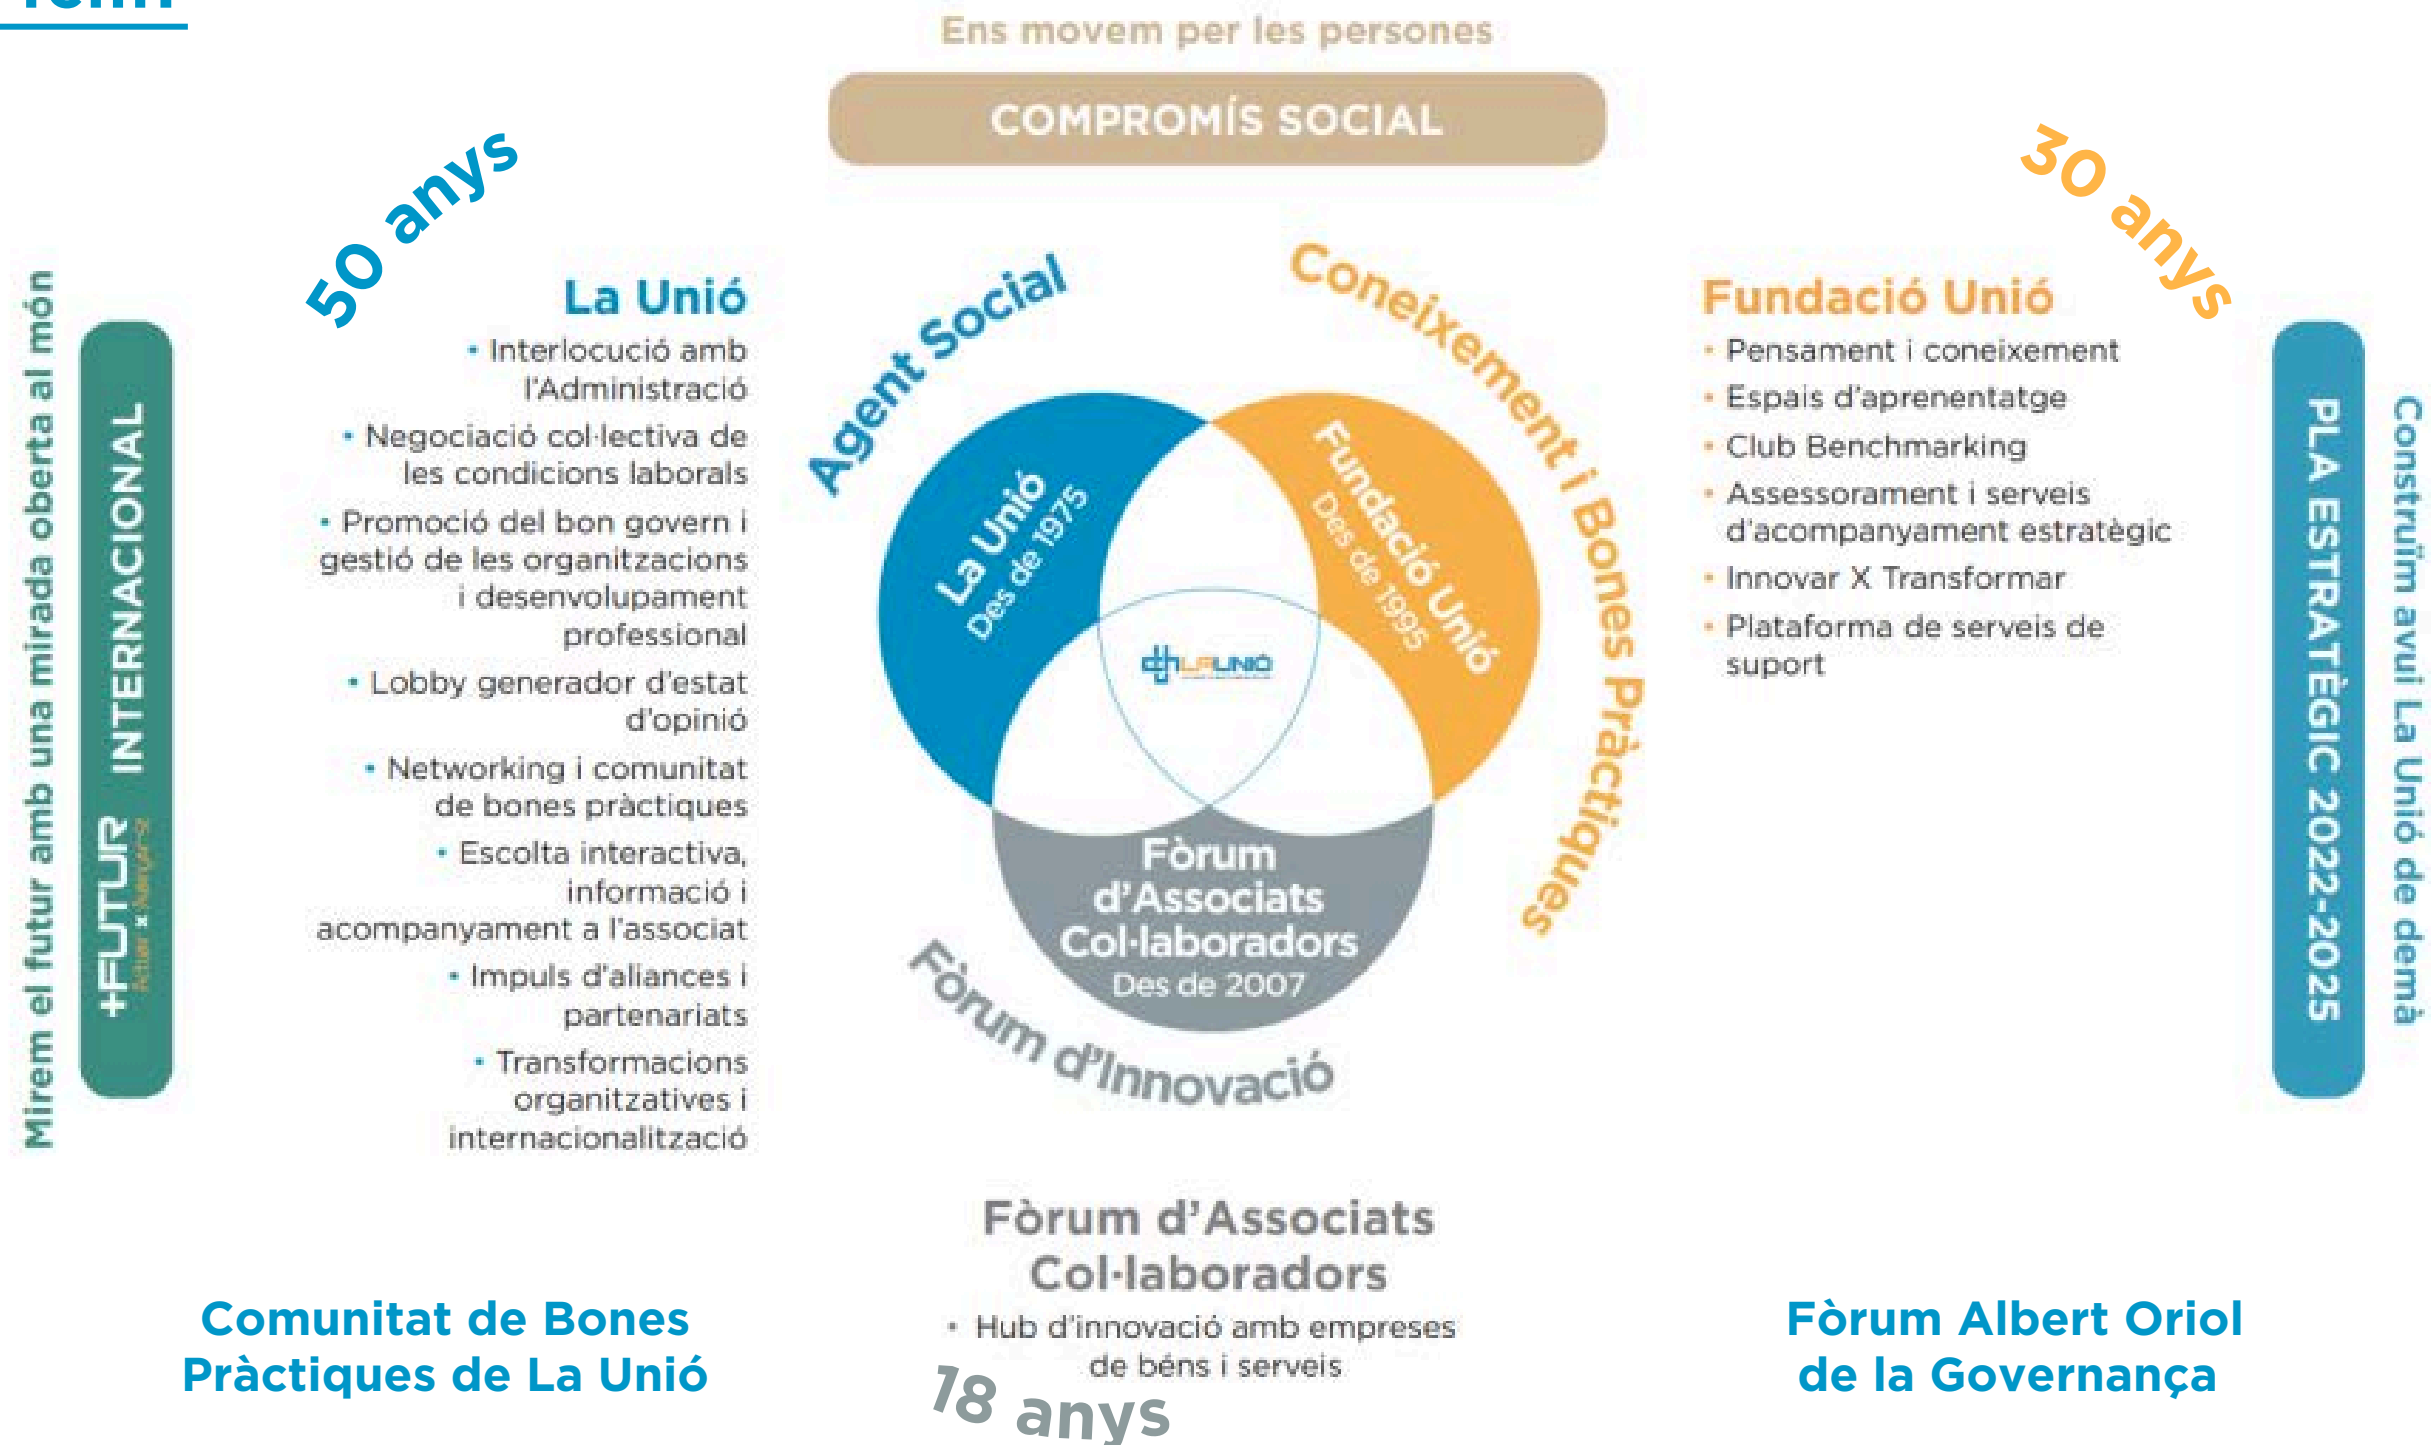 Ens movem per les persones
COMPROMÍS SOCIAL
50 anys
30 anys
Mirem el futur amb una mirada oberta al món
INTERNACIONAL
+FUTUR
La Unió
• Interlocució amb
l'Administració
• Negociació col·lectiva de
les condicions laborals
• Promoció del bon govern i
gestió de les organitzacions
i desenvolupament
professional
• Lobby generador d'estat
d'opinió
• Networking i comunitat
de bones pràctiques
• Escolta interactiva,
informació i
acompanyament a l'associat
• Impuls d'aliances i
partenariats
• Transformacions
organitzatives i
internacionalització
Agent Social
La Unió
Des de 1975
Coneixement i Bones Pràctiques
Fundació Unió
Des de 1995
LAUNIÓ
Fòrum
d'Associats
Col·laboradors
Des de 2007
Fòrum d'Innovació
Fundació Unió
• Pensament i coneixement
• Espais d'aprenentatge
• Club Benchmarking
• Assessorament i serveis
d'acompanyament estratègic
• Innovar X Transformar
• Plataforma de serveis de
suport
PLA ESTRATÈGIC 2022-2025
Construïm avui La Unió de demà
Fòrum d'Associats
Col·laboradors
• Hub d'innovació amb empreses
de béns i serveis
18 anys
Comunitat de Bones
Pràctiques de La Unió
Fòrum Albert Oriol
de la Governança